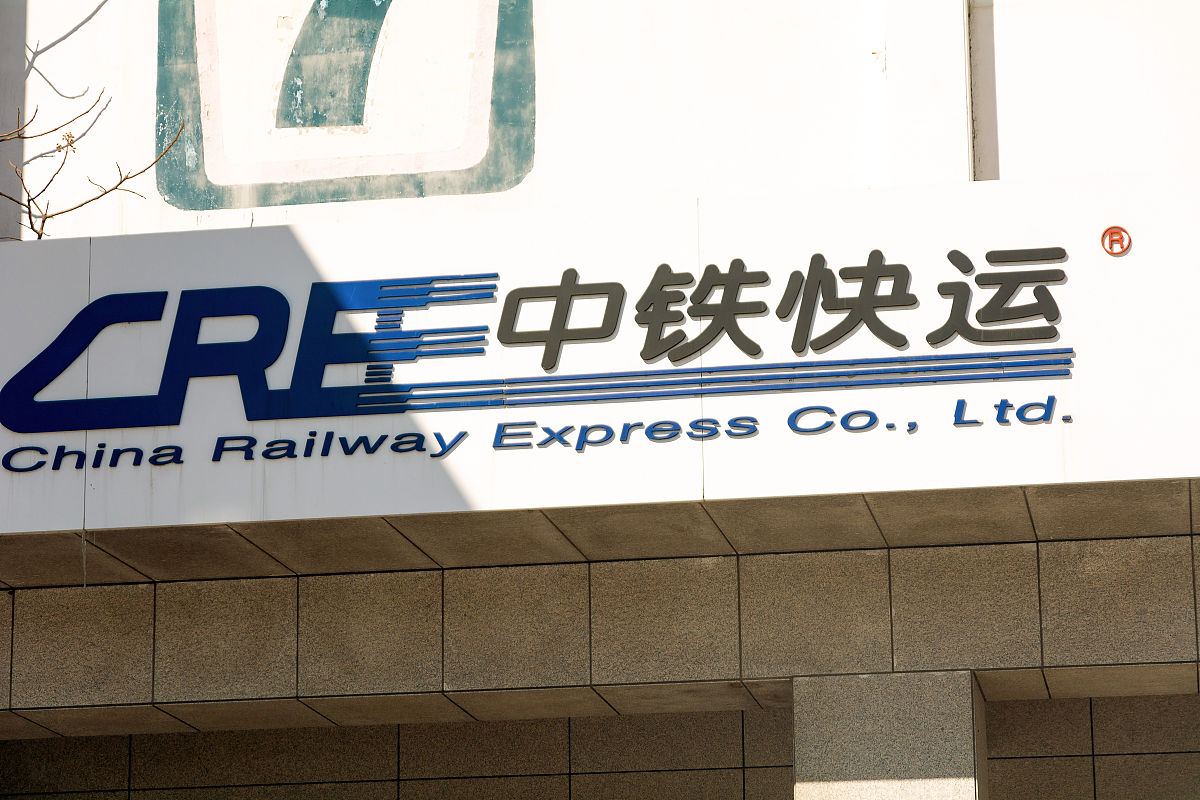 CRE中铁快运®
China Railway Express Co., Ltd.